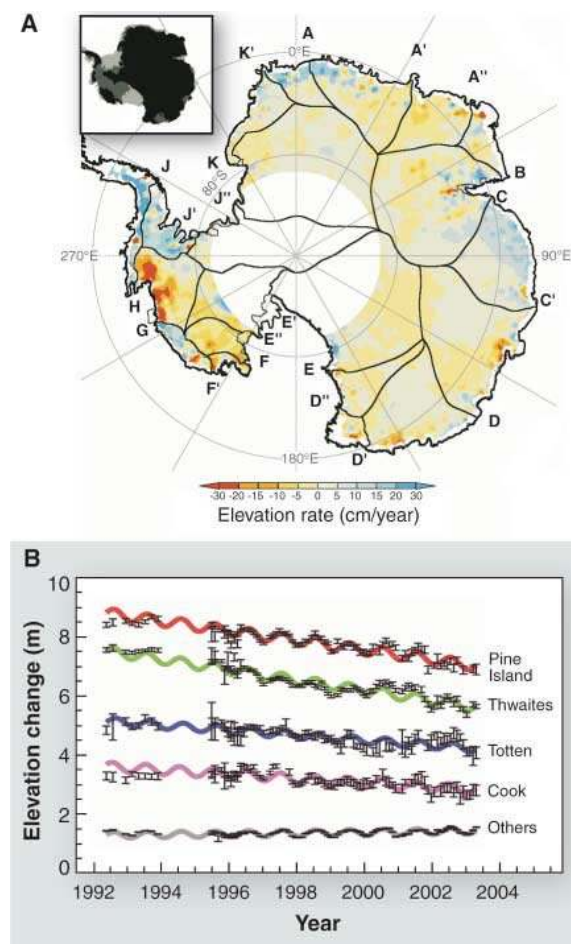 A
A
A'
A"
K'
0°E
B
K
C
J
80°S
J"
J'
270°E
90°E
H
C'
G
E'
E"
F
E
F'
D"
D
180°E
D'
-30 -20 -15 -10 -5 0 5 10 15 20 30
Elevation rate (cm/year)
B
10
8
Pine
Island
6
Thwaites
Totten
4
Cook
2
Others
0
Elevation change (m)
1992 1994 1996 1998 2000 2002 2004
Year